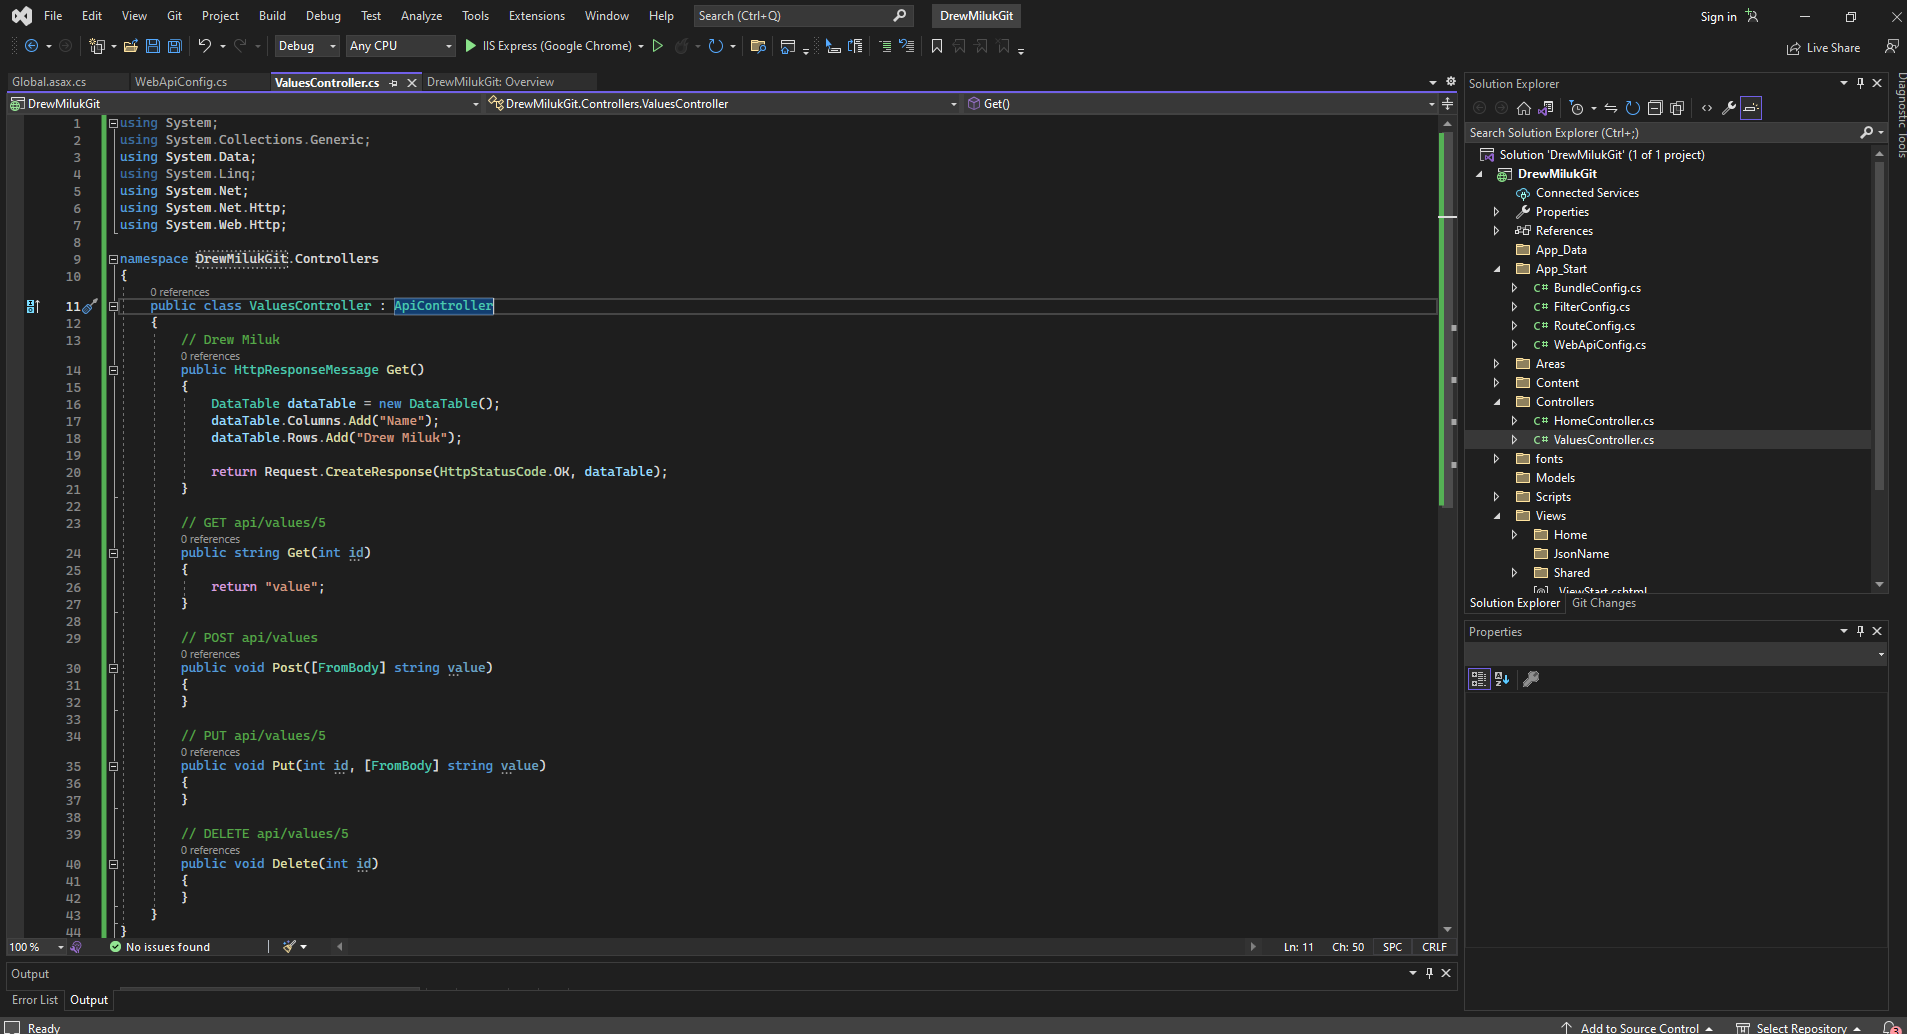 File Edit View Git Project Build Debug Test Analyze Tools Extensions Window Help Search (Ctrl+Q) DrewMilukGit Sign in
Debug Any CPU IIS Express (Google Chrome) Live Share
Global.asax.cs WebApiConfig.cs ValuesController.cs DrewMilukGit: Overview
DrewMilukGit DrewMilukGit.Controllers.ValuesController Get()
1 using System;
2 using System.Collections.Generic;
3 using System.Data;
4 using System.Linq;
5 using System.Net;
6 using System.Net.Http;
7 using System.Web.Http;
8
9 namespace DrewMilukGit.Controllers
10 {
0 references
11 public class ValuesController : ApiController
12 {
13 // Drew Miluk
0 references
14 public HttpResponseMessage Get()
15 {
16 DataTable dataTable = new DataTable();
17 dataTable.Columns.Add("Name");
18 dataTable.Rows.Add("Drew Miluk");
19
20 return Request.CreateResponse(HttpStatusCode.OK, dataTable);
21 }
22
23 // GET api/values/5
0 references
24 public string Get(int id)
25 {
26 return "value";
27 }
28
29 // POST api/values
0 references
30 public void Post([FromBody] string value)
31 {
32 }
33
34 // PUT api/values/5
0 references
35 public void Put(int id, [FromBody] string value)
36 {
37 }
38
39 // DELETE api/values/5
0 references
40 public void Delete(int id)
41 {
42 }
43 }
44 }
100 % No issues found Ln: 11 Ch: 50 SPC CRLF
Output
Error List Output
Ready Add to Source Control Select Repository 3
Solution Explorer
Search Solution Explorer (Ctrl+;)
Solution 'DrewMilukGit' (1 of 1 project)
DrewMilukGit
Connected Services
Properties
References
App_Data
App_Start
C# BundleConfig.cs
C# FilterConfig.cs
C# RouteConfig.cs
C# WebApiConfig.cs
Areas
Content
Controllers
C# HomeController.cs
C# ValuesController.cs
fonts
Models
Scripts
Views
Home
JsonName
Shared
_ViewStart.cshtml
Solution Explorer Git Changes
Properties
Diagnostic Tools